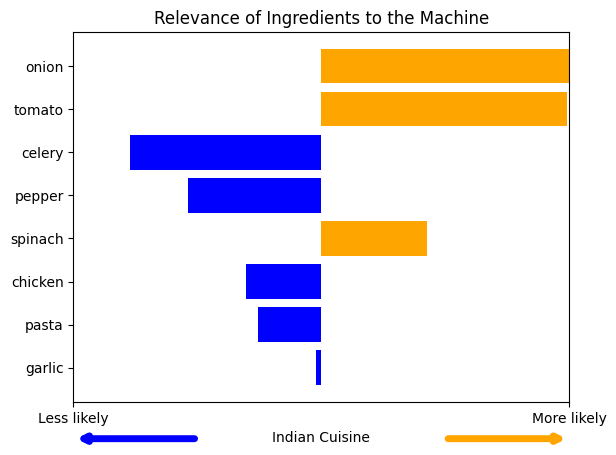 Relevance of Ingredients to the Machine
onion
tomato
celery
pepper
spinach
chicken
pasta
garlic
Less likely
More likely
Indian Cuisine